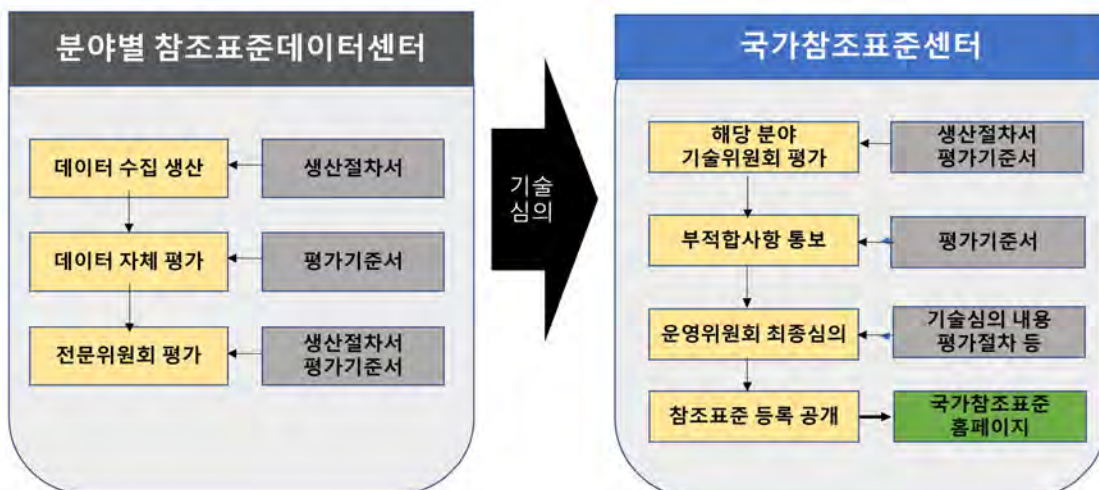 분야별 참조표준데이터센터
데이터 수집 생산
생산절차서
데이터 자체 평가
평가기준서
전문위원회 평가
생산절차서
평가기준서
기술
심의
국가참조표준센터
해당 분야
기술위원회 평가
생산절차서
평가기준서
부적합사항 통보
평가기준서
운영위원회 최종심의
기술심의 내용
평가절차 등
참조표준 등록 공개
국가참조표준
홈페이지